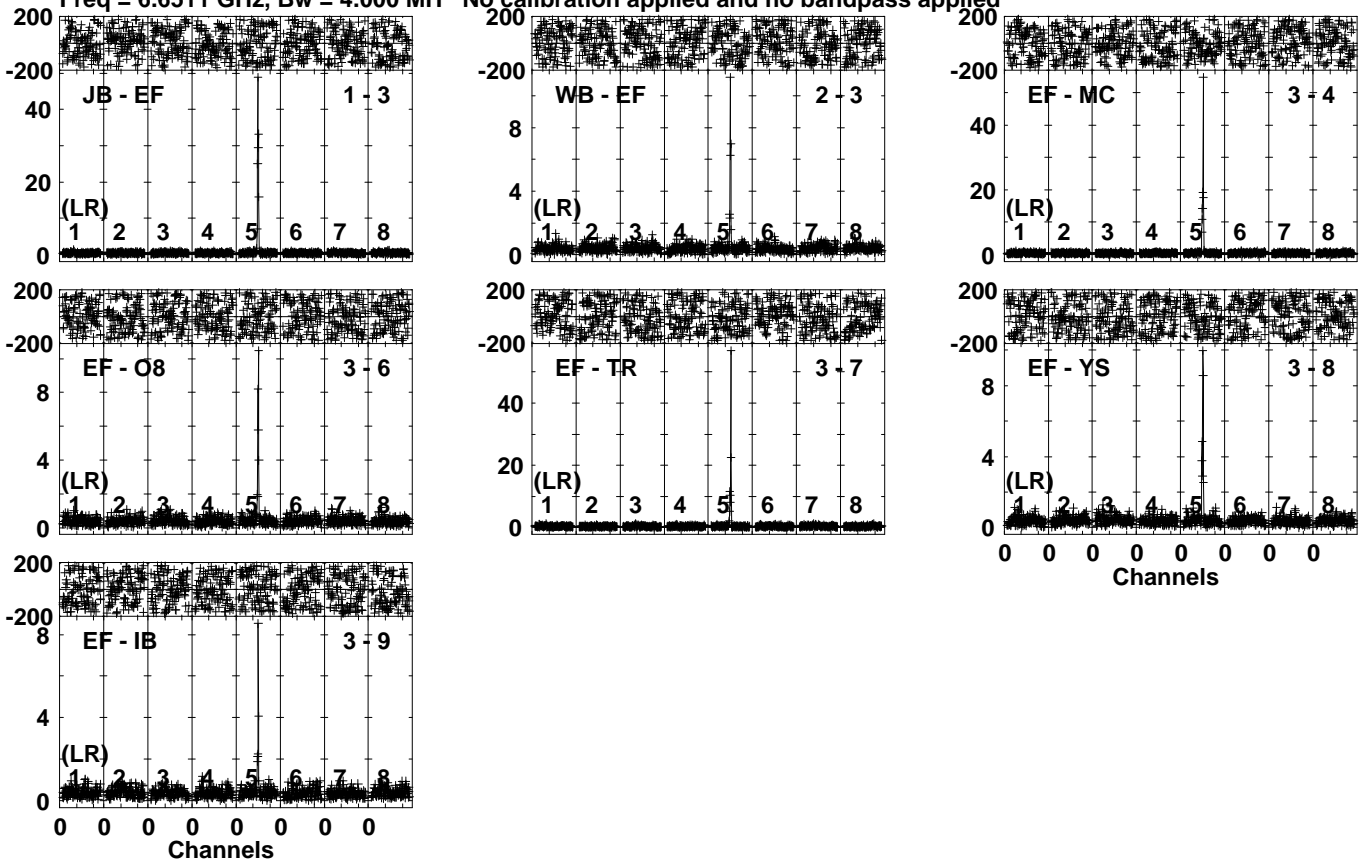 Freq = 6.6511 GHz, Bw = 4.000 MH No calibration applied and no bandpass applied
200
-200
JB - EF 1 - 3
40
20
0
(LR)
1 2 3 4 5 6 7 8
200
-200
WB - EF 2 - 3
8
4
0
(LR)
1 2 3 4 5 6 7 8
200
-200
EF - MC 3 - 4
40
20
0
(LR)
1 2 3 4 5 6 7 8
200
-200
EF - O8 3 - 6
8
4
0
(LR)
1 2 3 4 5 6 7 8
200
-200
EF - TR 3 - 7
40
20
0
(LR)
1 2 3 4 5 6 7 8
200
-200
EF - YS 3 - 8
8
4
0
(LR)
1 2 3 4 5 6 7 8
0 0 0 0 0 0 0 0
Channels
200
-200
EF - IB 3 - 9
8
4
0
(LR)
1 2 3 4 5 6 7 8
0 0 0 0 0 0 0 0
Channels